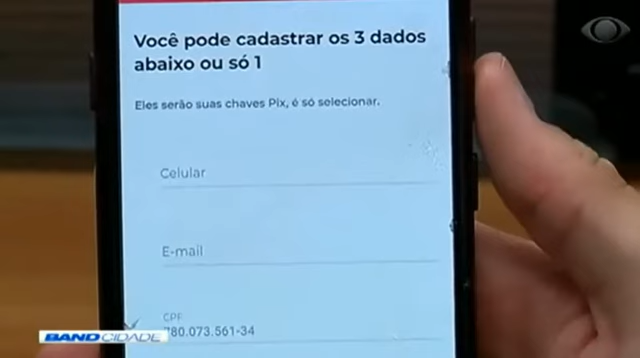 Você pode cadastrar os 3 dados
abaixo ou só 1
Eles serão suas chaves Pix, é só selecionar.
Celular
E-mail
CPF
780.073.561-34
BAND CIDADE